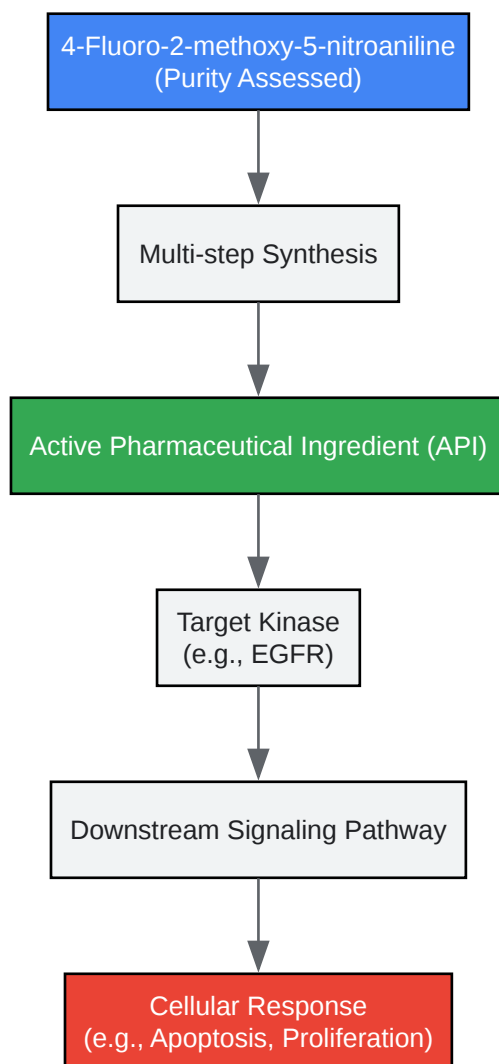 4-Fluoro-2-methoxy-5-nitroaniline
(Purity Assessed)
Multi-step Synthesis
Active Pharmaceutical Ingredient (API)
Target Kinase
(e.g., EGFR)
Downstream Signaling Pathway
Cellular Response
(e.g., Apoptosis, Proliferation)